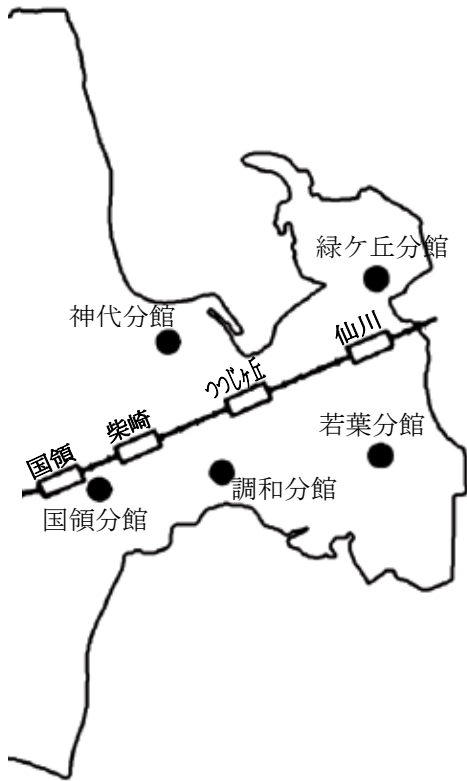 緑ケ丘分館
神代分館
仙川
つつじヶ丘
柴崎
若葉分館
国領
調和分館
国領分館